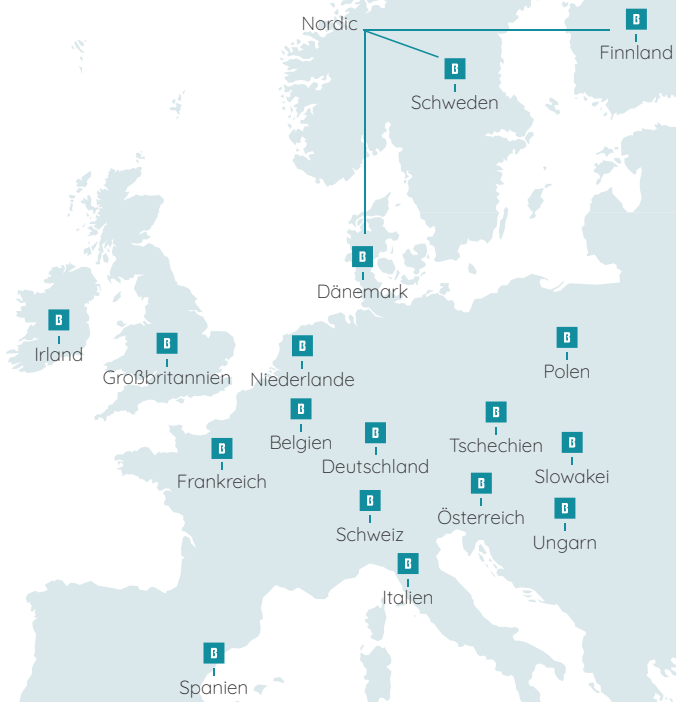 Nordic
Finnland
Schweden
Dänemark
Irland
Großbritannien
Niederlande
Polen
Belgien
Tschechien
Deutschland
Slowakei
Frankreich
Österreich
Schweiz
Ungarn
Italien
Spanien